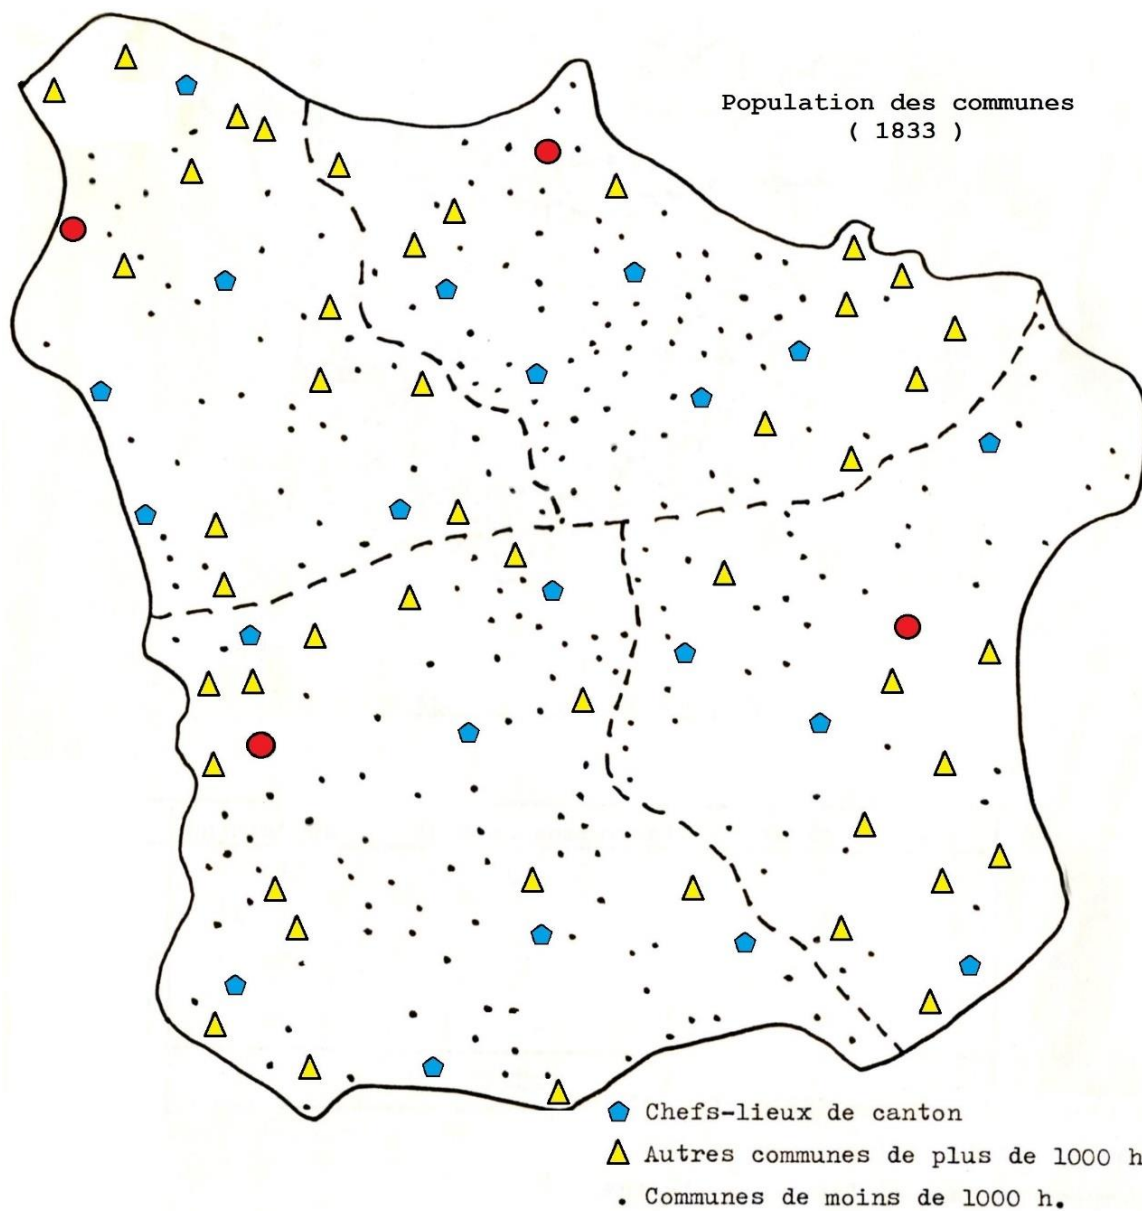 Population des communes
( 1833 )
Chefs-lieux de canton
Autres communes de plus de 1000 h
Communes de moins de 1000 h.